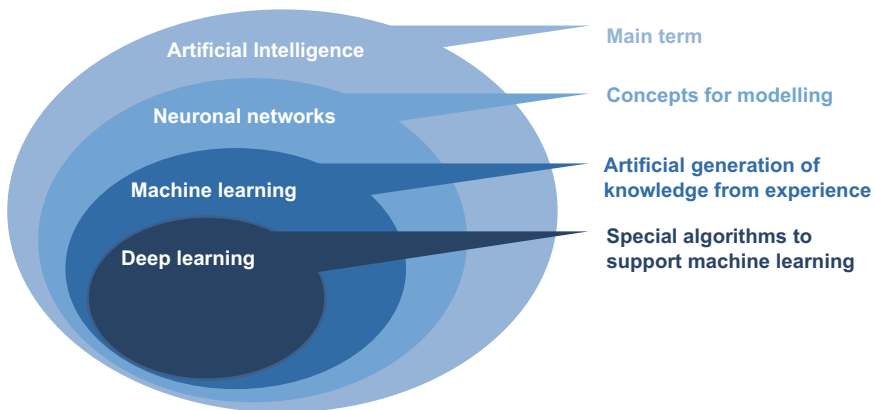 Artificial Intelligence
Main term
Neuronal networks
Concepts for modelling
Machine learning
Artificial generation of
knowledge from experience
Deep learning
Special algorithms to
support machine learning